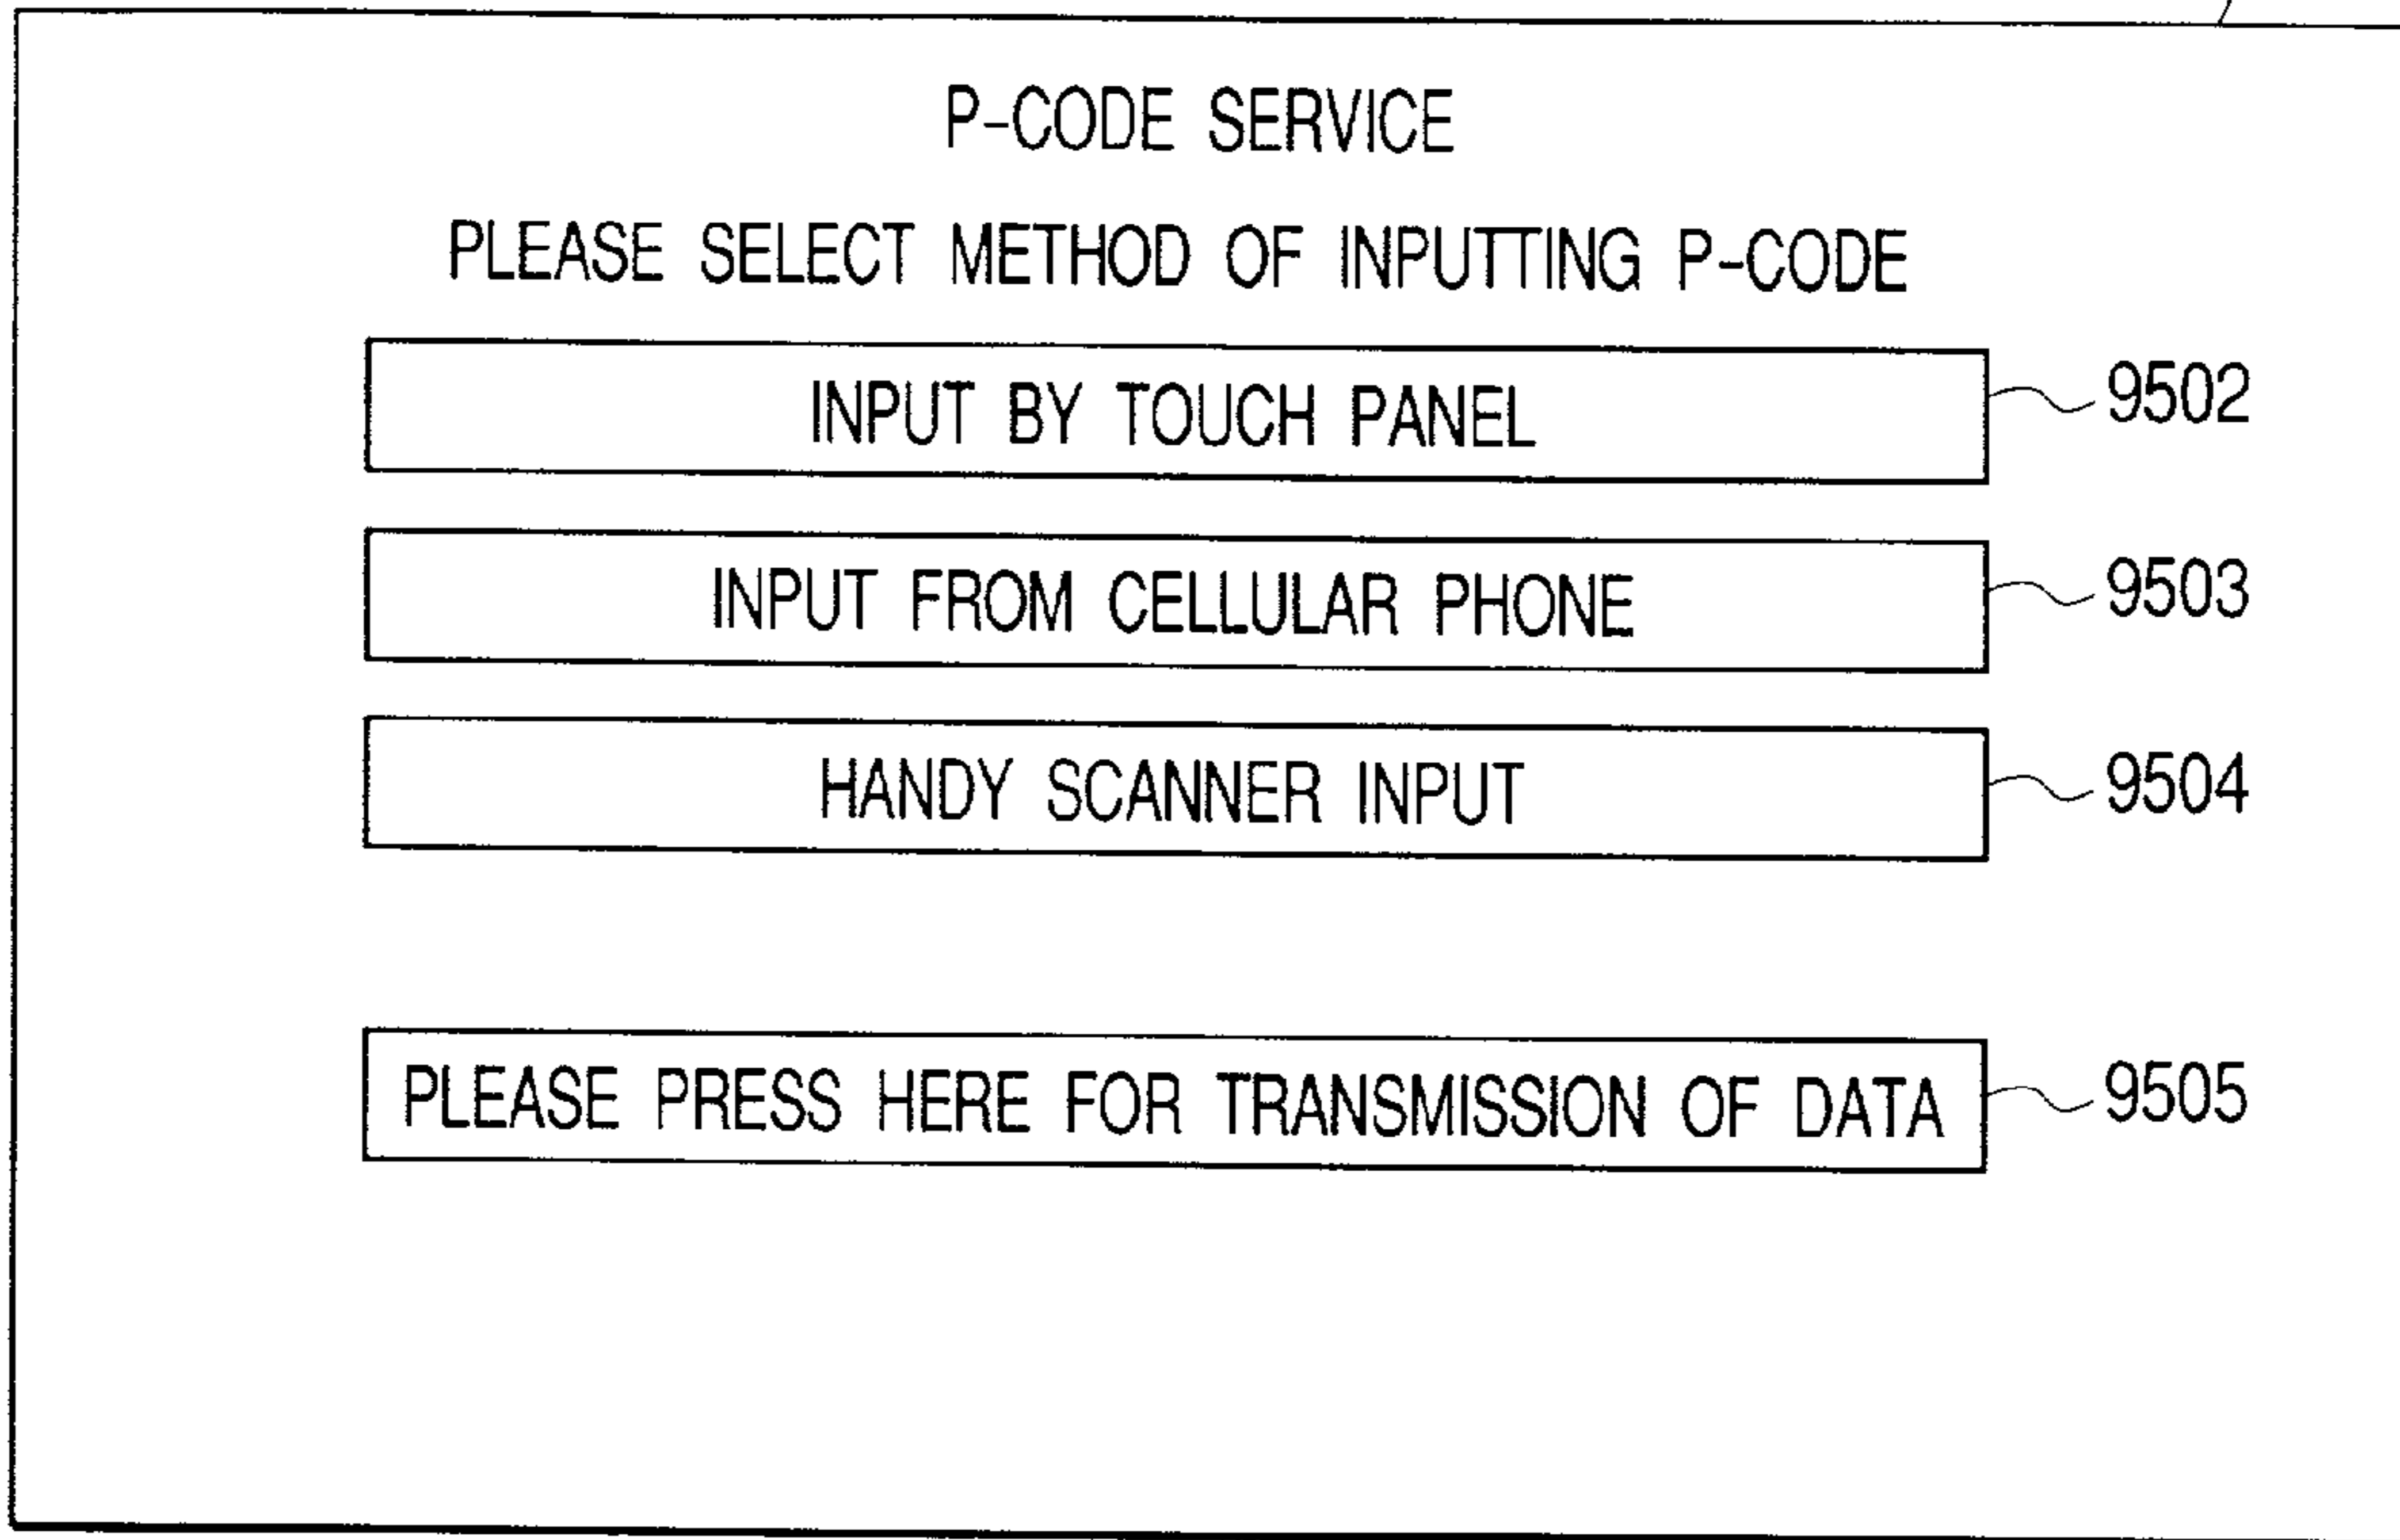 P-CODE SERVICE
PLEASE SELECT METHOD OF INPUTTING P-CODE
INPUT BY TOUCH PANEL 9502
INPUT FROM CELLULAR PHONE 9503
HANDY SCANNER INPUT 9504
PLEASE PRESS HERE FOR TRANSMISSION OF DATA 9505